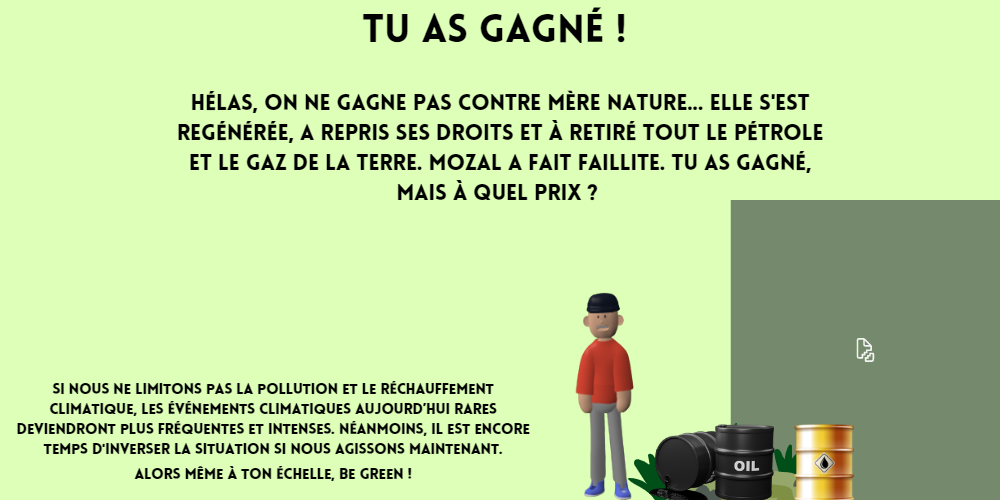 TU AS GAGNÉ !
HÉLAS, ON NE GAGNE PAS CONTRE MÈRE NATURE... ELLE S'EST
REGÉNÉRÉE, A REPRIS SES DROITS ET À RETIRÉ TOUT LE PÉTROLE
ET LE GAZ DE LA TERRE. MOZAL A FAIT FAILLITE. TU AS GAGNÉ,
MAIS À QUEL PRIX ?
SI NOUS NE LIMITONS PAS LA POLLUTION ET LE RÉCHAUFFEMENT
CLIMATIQUE, LES ÉVÉNEMENTS CLIMATIQUES AUJOURD'HUI RARES
DEVIENDRONT PLUS FRÉQUENTES ET INTENSES. NÉANMOINS, IL EST ENCORE
TEMPS D'INVERSER LA SITUATION SI NOUS AGISSONS MAINTENANT.
ALORS MÊME À TON ÉCHELLE, BE GREEN !
OIL